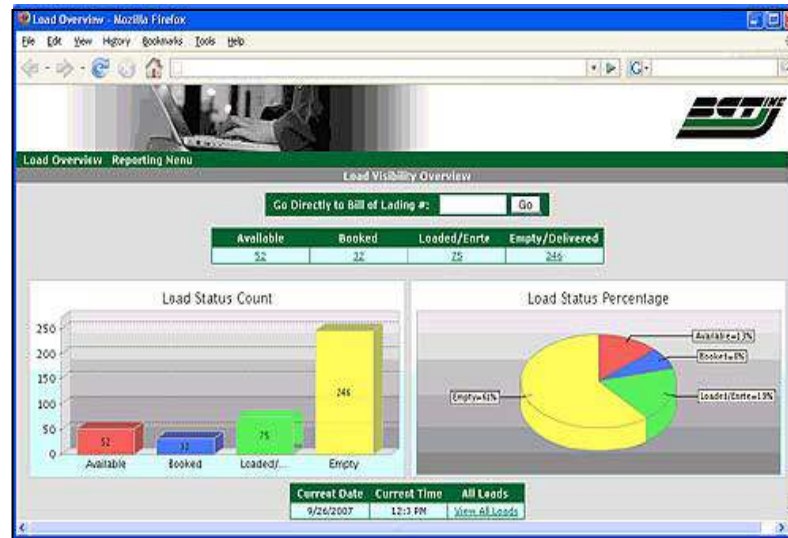 Load Overview - Mozilla Firefox
File Edit View History Bookmarks Tools Help
G
BCTJ INC
Load Overview Reporting Menu
Load Visibility Overview
Go Directly to Bill of Lading #: Go
Available Booked Loaded/Enrte Empty/Delivered
52 32 75 246
Load Status Count
250
200
150
100
50
0
52
32
75
246
Available Booked Loaded/... Empty
Load Status Percentage
Available=13%
Booked=8%
Loaded/Enrte=19%
Empty=61%
Current Date Current Time All Loads
9/26/2007 12:3 PM View All Loads